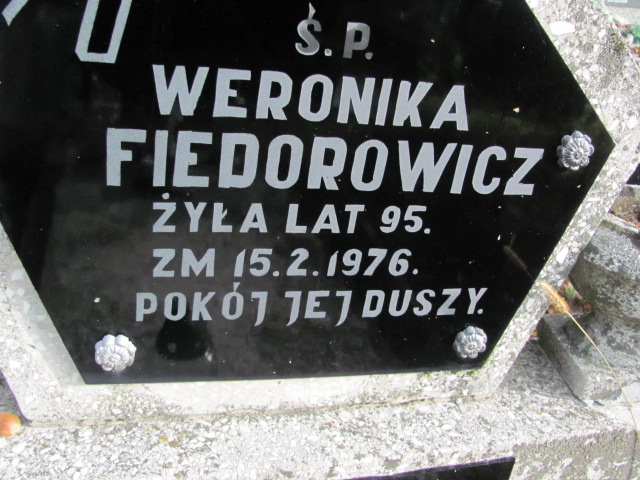 Ś.P.
WERONIKA
FIEDOROWICZ
ŻYŁA LAT 95.
ZM 15.2.1976.
POKÓJ JEJ DUSZY.